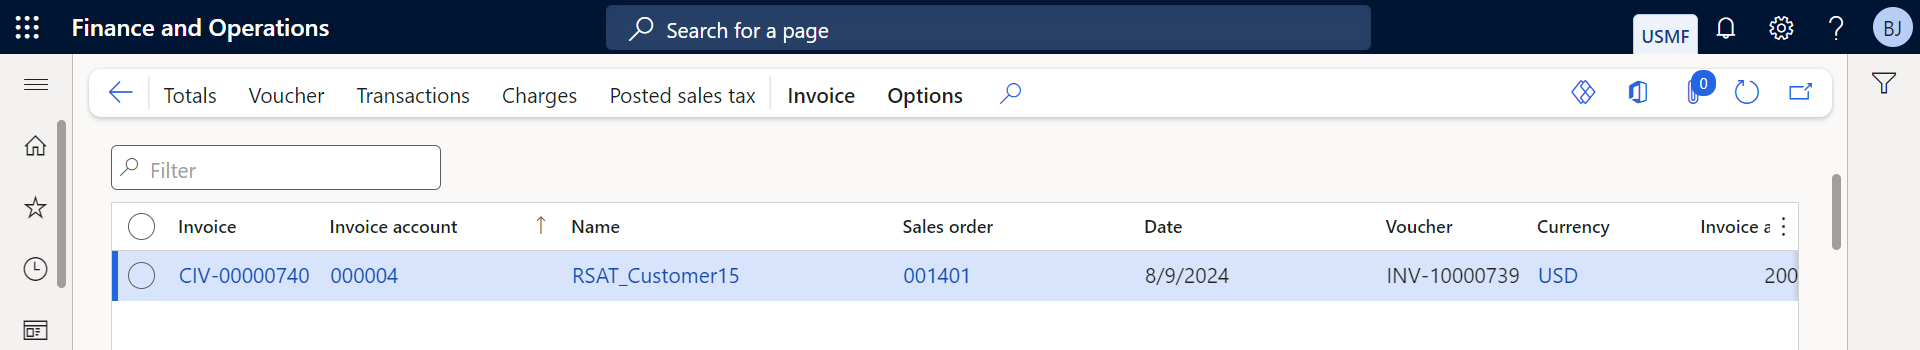 Finance and Operations Search for a page USMF BJ
Totals Voucher Transactions Charges Posted sales tax Invoice Options 0
Filter
Invoice Invoice account Name Sales order Date Voucher Currency Invoice a
CIV-00000740 000004 RSAT_Customer15 001401 8/9/2024 INV-10000739 USD 200